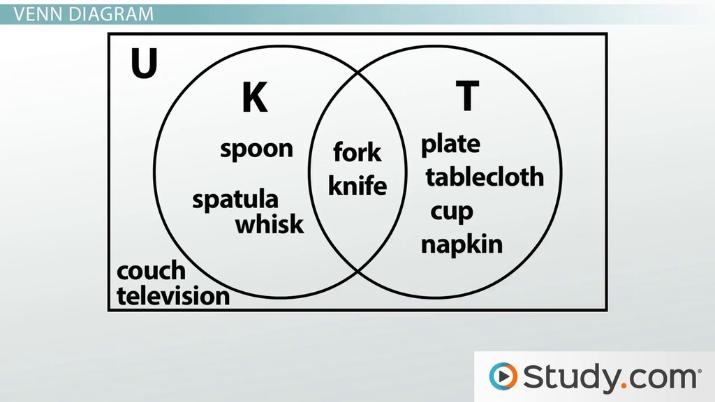 VENN DIAGRAM
U
K
T
spoon
spatula
whisk
fork
knife
plate
tablecloth
cup
napkin
couch
television
Study.com